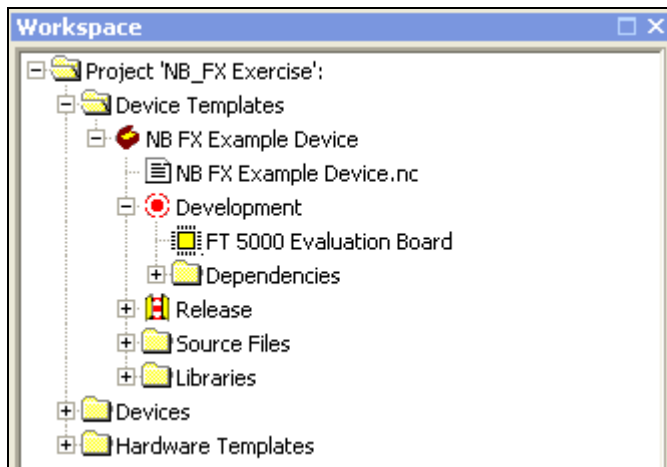 Workspace
Project 'NB_FX Exercise':
Device Templates
NB FX Example Device
NB FX Example Device.nc
Development
FT 5000 Evaluation Board
Dependencies
Release
Source Files
Libraries
Devices
Hardware Templates